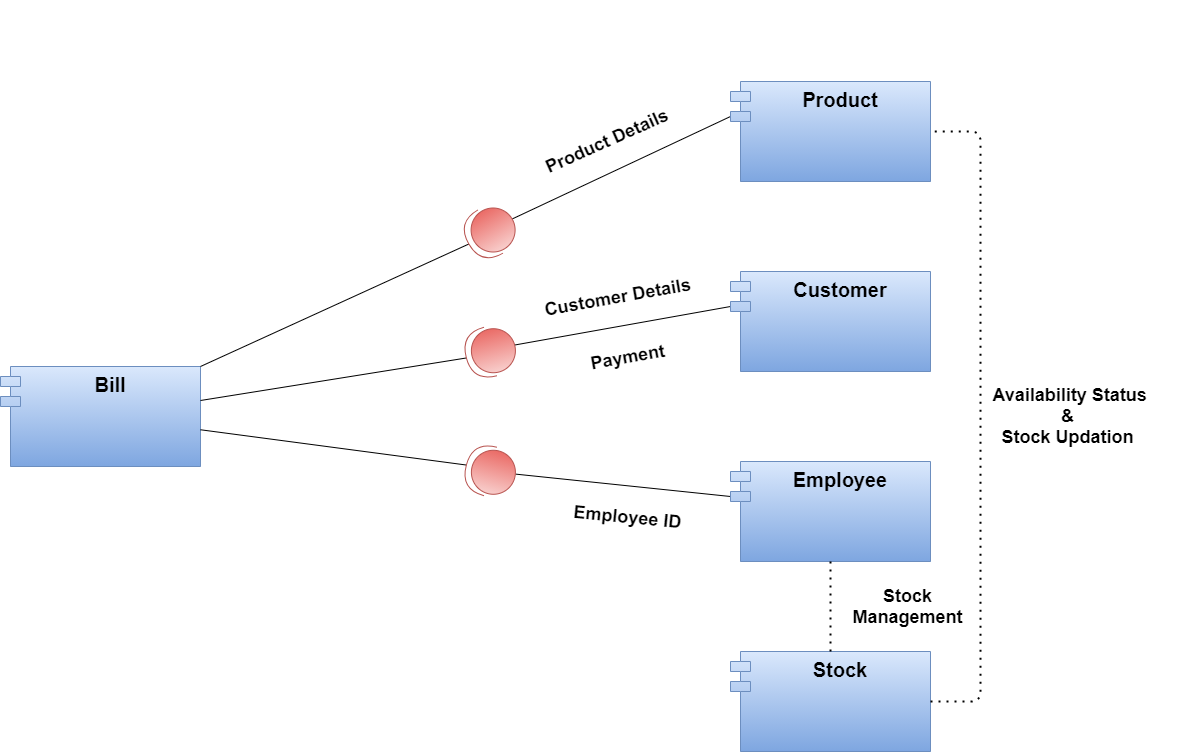 Product
Product Details
Customer Details
Customer
Payment
Bill
Availability Status
&
Stock Updation
Employee
Employee ID
Stock
Management
Stock